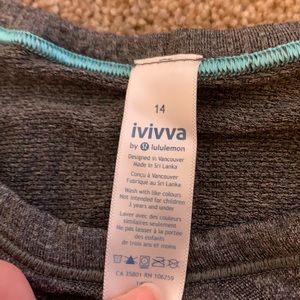 14
ivivva
by lululemon
Designed in Vancouver
Made in Sri Lanka
Conçu à Vancouver
Fabriqué au Sri Lanka
Wash with like colours
Not intended for children
3 years and under
Laver avec des couleurs
similaires seulement
Ne pas laisser à la portée
des enfants
de trois ans et moins
CA 35801 RN 106259